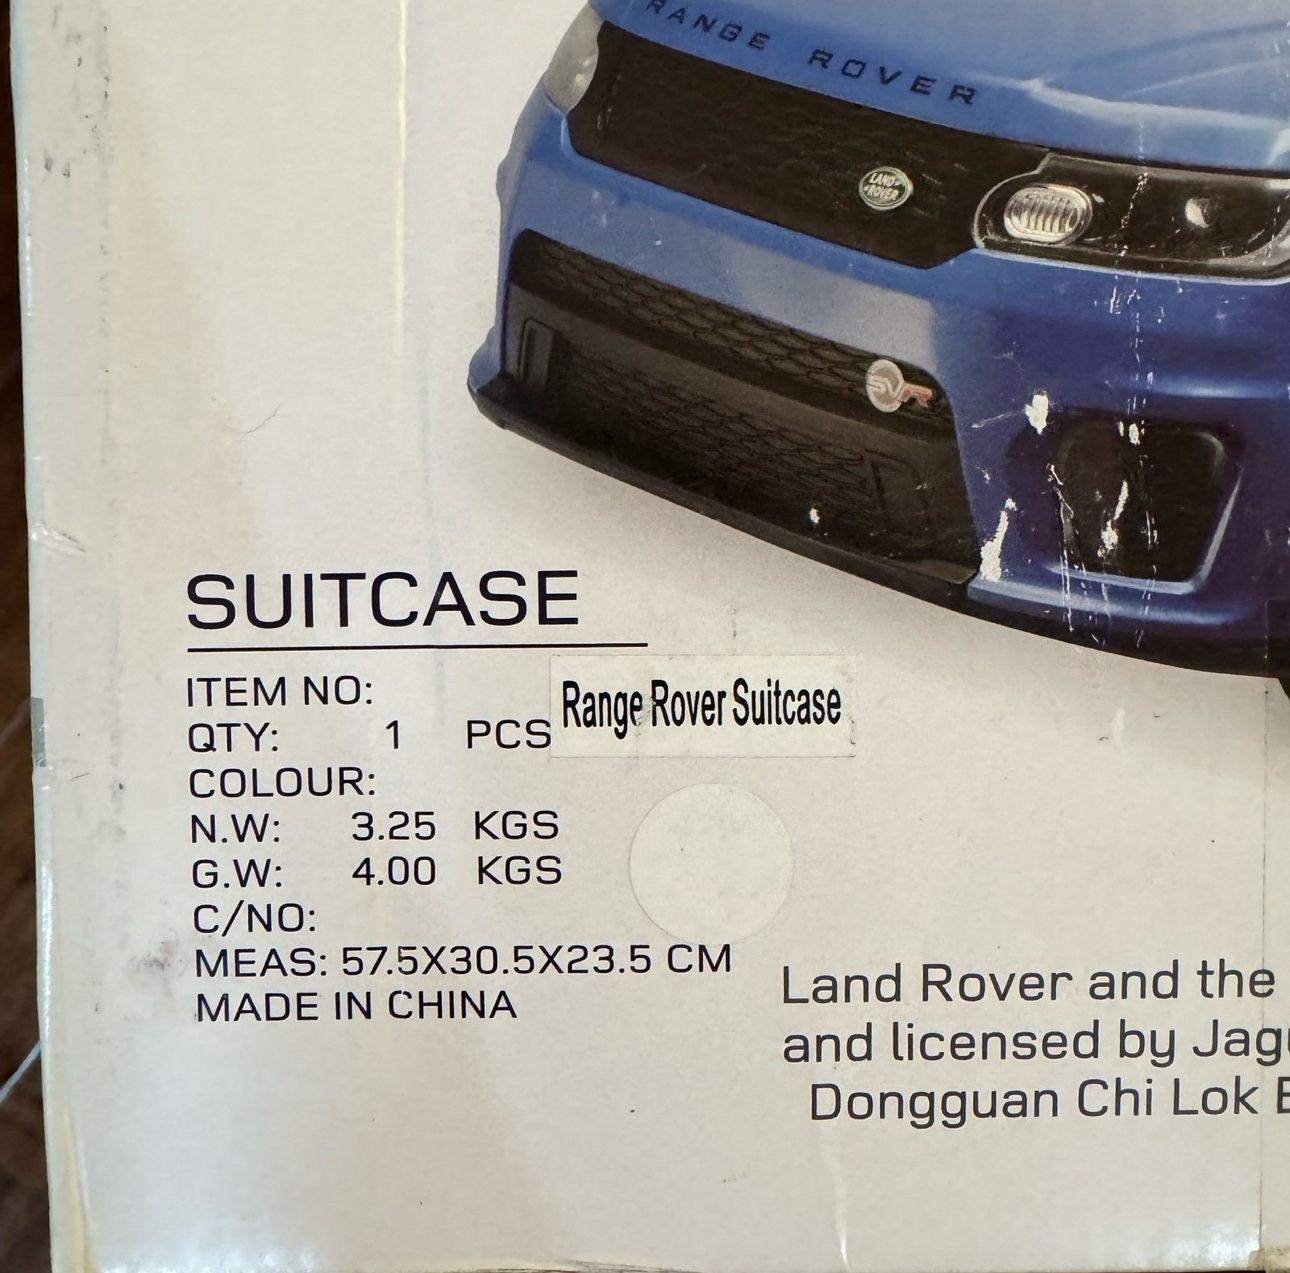 RANGE ROVER
LAND
ROVER
SVR
SUITCASE
ITEM NO:
Range Rover Suitcase
QTY: 1 PCS
COLOUR:
N.W: 3.25 KGS
G.W: 4.00 KGS
C/NO:
MEAS: 57.5X30.5X23.5 CM
MADE IN CHINA
Land Rover and the
and licensed by Jagu
Dongguan Chi Lok